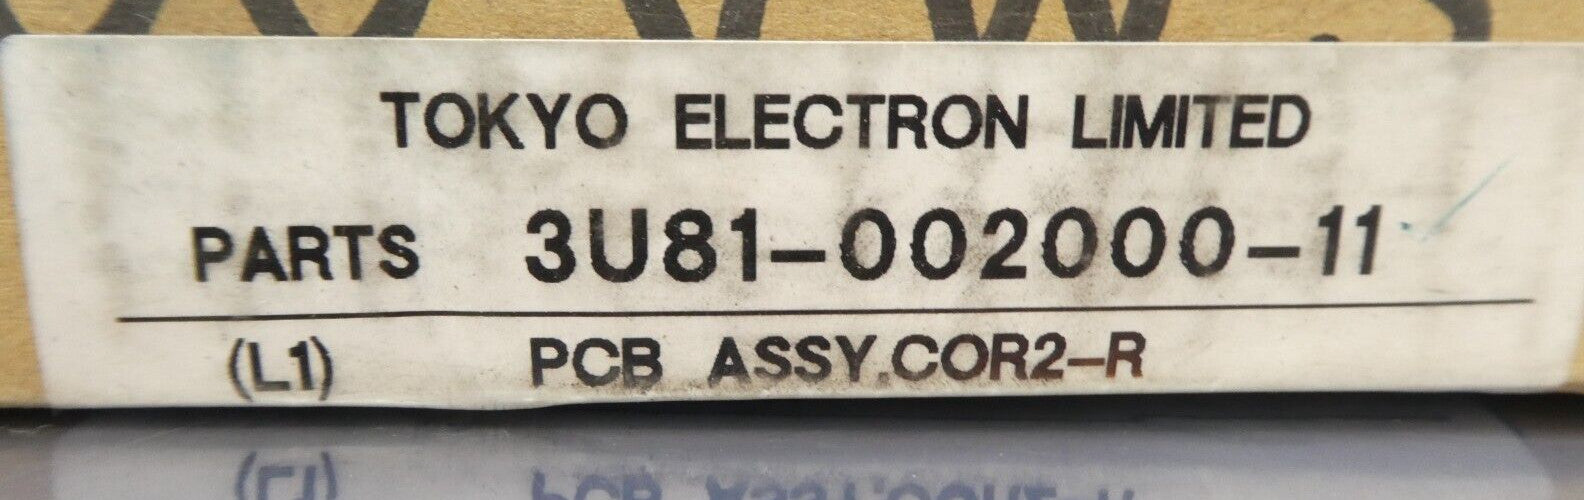 TOKYO ELECTRON LIMITED
PARTS 3U81-002000-11
(L1) PCB ASSY,COR2-R